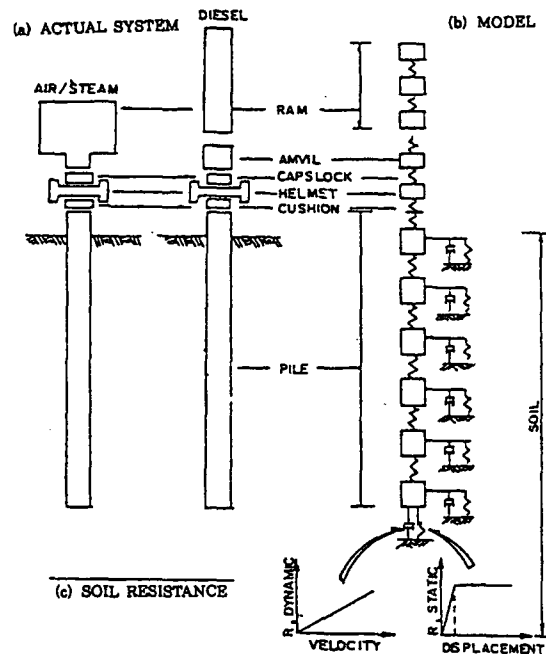 DIESEL
(a) ACTUAL SYSTEM
(b) MODEL
AIR/STEAM
RAM
AMVIL
CAPSLOCK
HELMET
CUSHION
PILE
SOIL
(c) SOIL RESISTANCE
R DYNAMIC
VELOCITY
R STATIC
DISPLACEMENT